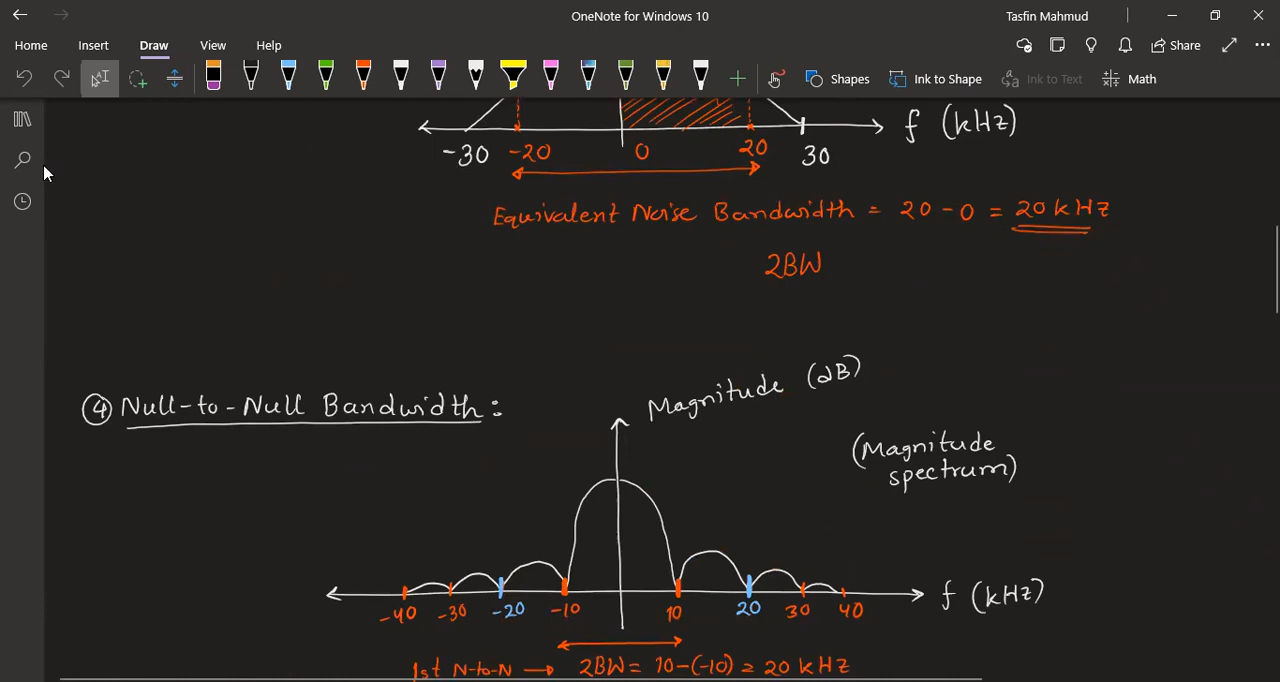 OneNote for Windows 10
Tasfin Mahmud
Home Insert Draw View Help
Share
Shapes
Ink to Shape
Ink to Text
Math
f (kHz)
-30 -20 0 20 30
Equivalent Noise Bandwidth = 20 - 0 = 20 kHz
2BW
④ Null-to-Null Bandwidth:
Magnitude (dB)
(Magnitude
spectrum)
f (kHz)
-40 -30 -20 -10 10 20 30 40
1st N-to-N → 2BW = 10-(-10) = 20 kHz